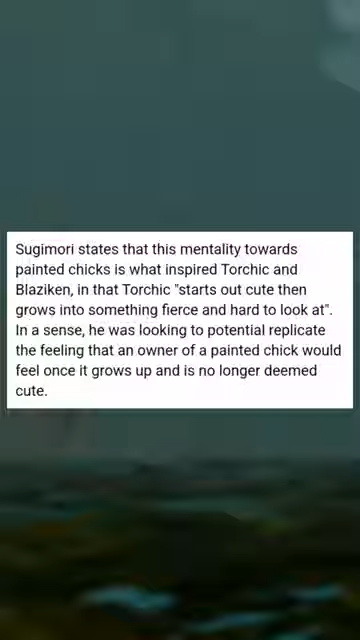 Sugimori states that this mentality towards
painted chicks is what inspired Torchic and
Blaziken, in that Torchic "starts out cute then
grows into something fierce and hard to look at".
In a sense, he was looking to potential replicate
the feeling that an owner of a painted chick would
feel once it grows up and is no longer deemed
cute.